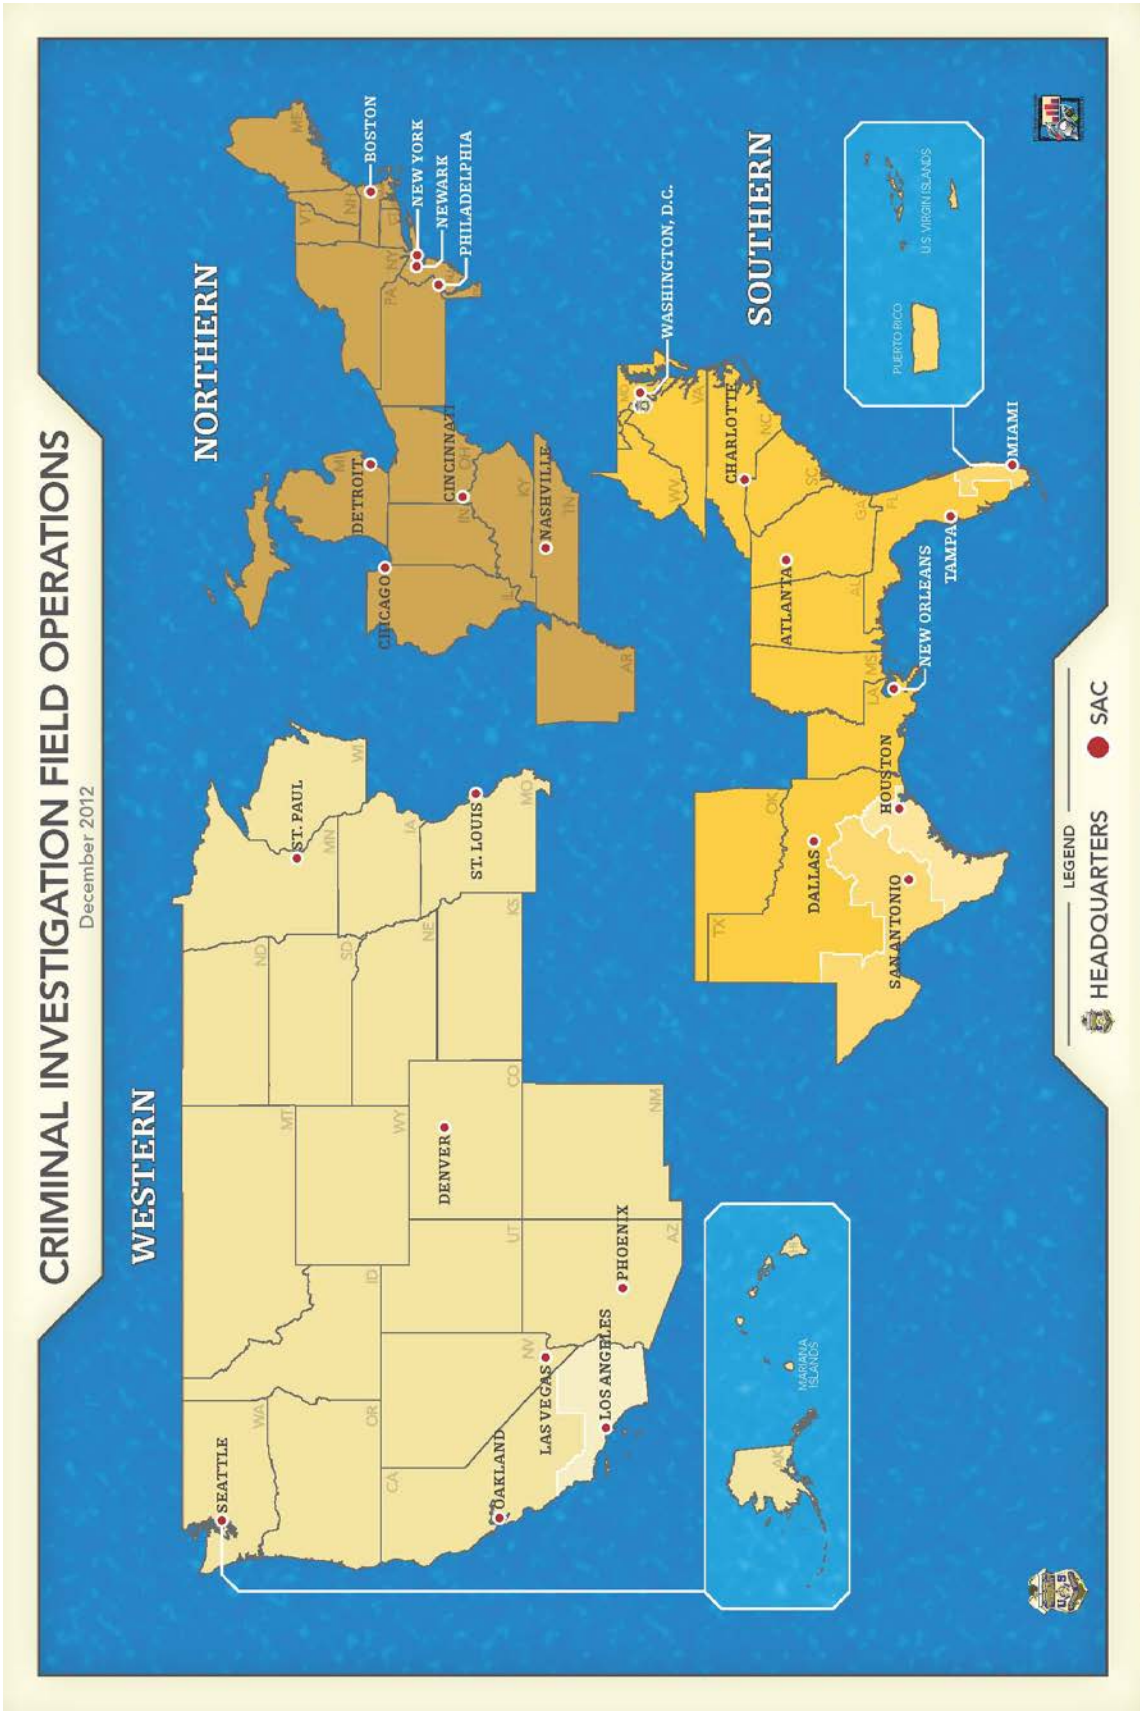 CRIMINAL INVESTIGATION FIELD OPERATIONS
December 2012
WESTERN
SEATTLE
WA
OR
CA
OAKLAND
LAS VEGAS
LOS ANGELES
NV
ID
MT
WY
UT
AZ
PHOENIX
DENVER
CO
NM
ND
SD
NE
KS
MN
ST. PAUL
WI
IA
ST. LOUIS
MO
AK
MARIANA
ISLANDS
HI
NORTHERN
MI
DETROIT
CHICAGO
IL
IN
OH
CINCINNATI
KY
NASHVILLE
TN
AR
PA
NY
VT
NH
ME
BOSTON
NEW YORK
NEWARK
PHILADELPHIA
SOUTHERN
WASHINGTON, D.C.
WV
VA
CHARLOTTE
NC
SC
GA
ATLANTA
AL
MS
LA
FL
NEW ORLEANS
TAMPA
MIAMI
OK
TX
DALLAS
HOUSTON
SAN ANTONIO
PUERTO RICO
U.S. VIRGIN ISLANDS
LEGEND
HEADQUARTERS
SAC